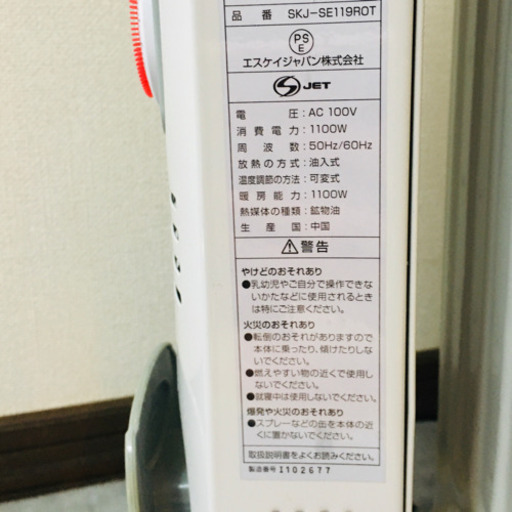 品 番 SKJ-SE119ROT
PS
E
エスケイジャパン株式会社
S JET
電 圧：AC 100V
消費電力：1100W
周 波 数：50Hz/60Hz
放熱の方式：油入式
温度調節の方法：可変式
暖房能力：1100W
熱媒体の種類：鉱物油
生 産 国：中国
⚠警告
やけどのおそれあり
●乳幼児やご自分で操作できな
いかたなどに使用されるとき
は特にご注意ください。
火災のおそれあり
●転倒のおそれがありますので
本体に乗ったり、傾けたりしな
いでください。
●燃えやすい物の近くで使用し
ないでください。
●就寝中は使用しないでください。
爆発や火災のおそれあり
●スプレーなどの缶を本体の近
くに置かないでください。
取扱説明書をよくお読みください。
製造番号 I102677